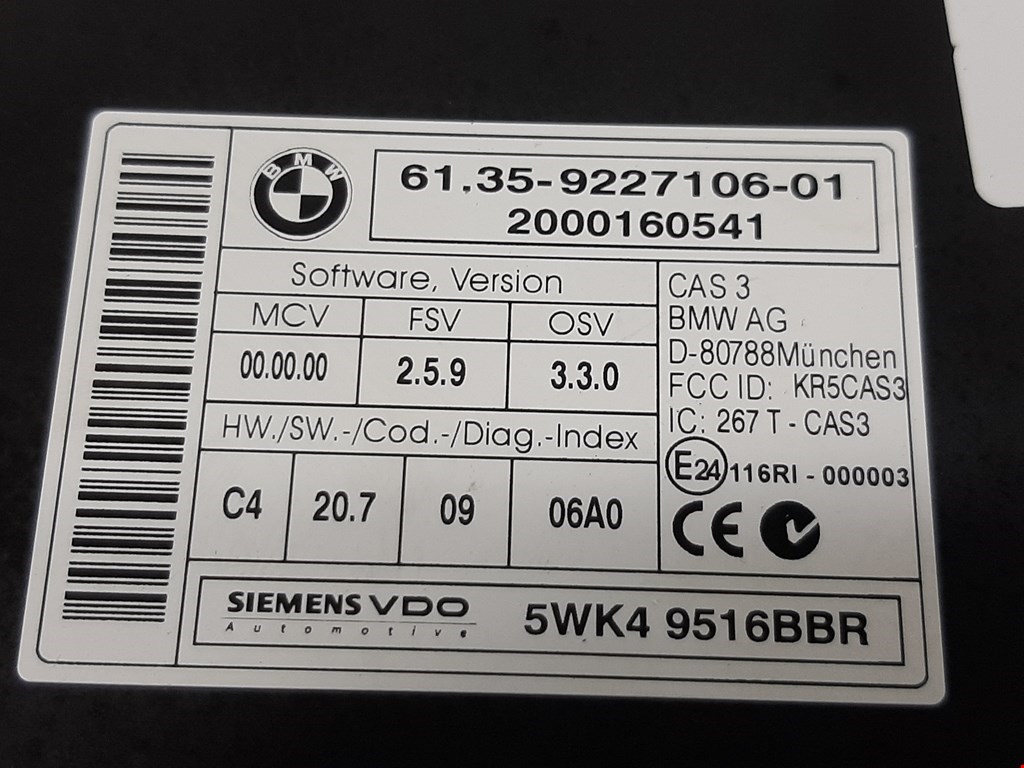 BMW
61.35-9227106-01
2000160541
Software, Version
MCV FSV OSV
00.00.00 2.5.9 3.3.0
HW./SW.-/Cod.-/Diag.-Index
C4 20.7 09 06A0
CAS 3
BMW AG
D-80788München
FCC ID: KR5CAS3
IC: 267 T - CAS3
E24 116RI - 000003
CE
SIEMENS VDO
Automotive
5WK4 9516BBR